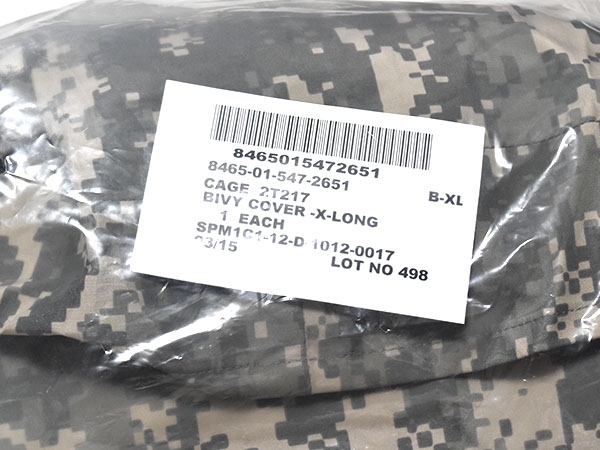 8465015472651
8465-01-547-2651
B-XL
CAGE 2T217
BIVY COVER -X-LONG
1 EACH
SPM1C1-12-D-1012-0017
03/15
LOT NO 498